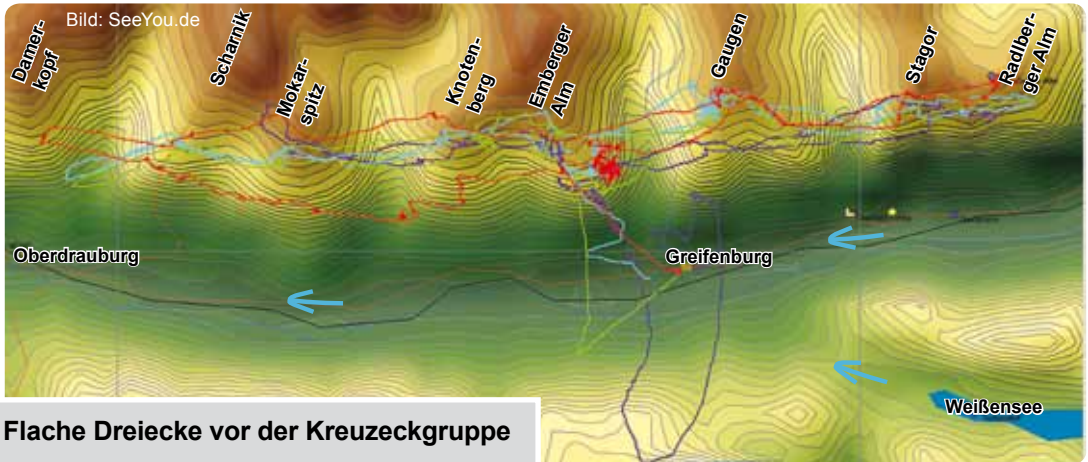 Bild: SeeYou.de
Damer-
kopf
Scharnik
Mokar-
spitz
Knoten-
berg
Emberger
Alm
Gaugen
Stagor
Radlber-
ger Alm
Oberdrauburg
Greifenburg
Weißensee
Flache Dreiecke vor der Kreuzeckgruppe